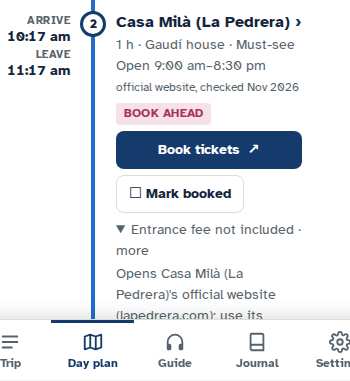 ARRIVE
10:17 am
LEAVE
11:17 am
2
Casa Milà (La Pedrera) ›
1 h · Gaudí house · Must-see
Open 9:00 am–8:30 pm
official website, checked Nov 2026
BOOK AHEAD
Book tickets ↗
☐ Mark booked
▼ Entrance fee not included ·
more
Opens Casa Milà (La
Pedrera)'s official website
(lapedrera.com); use its
Trip
Day plan
Guide
Journal
Settin